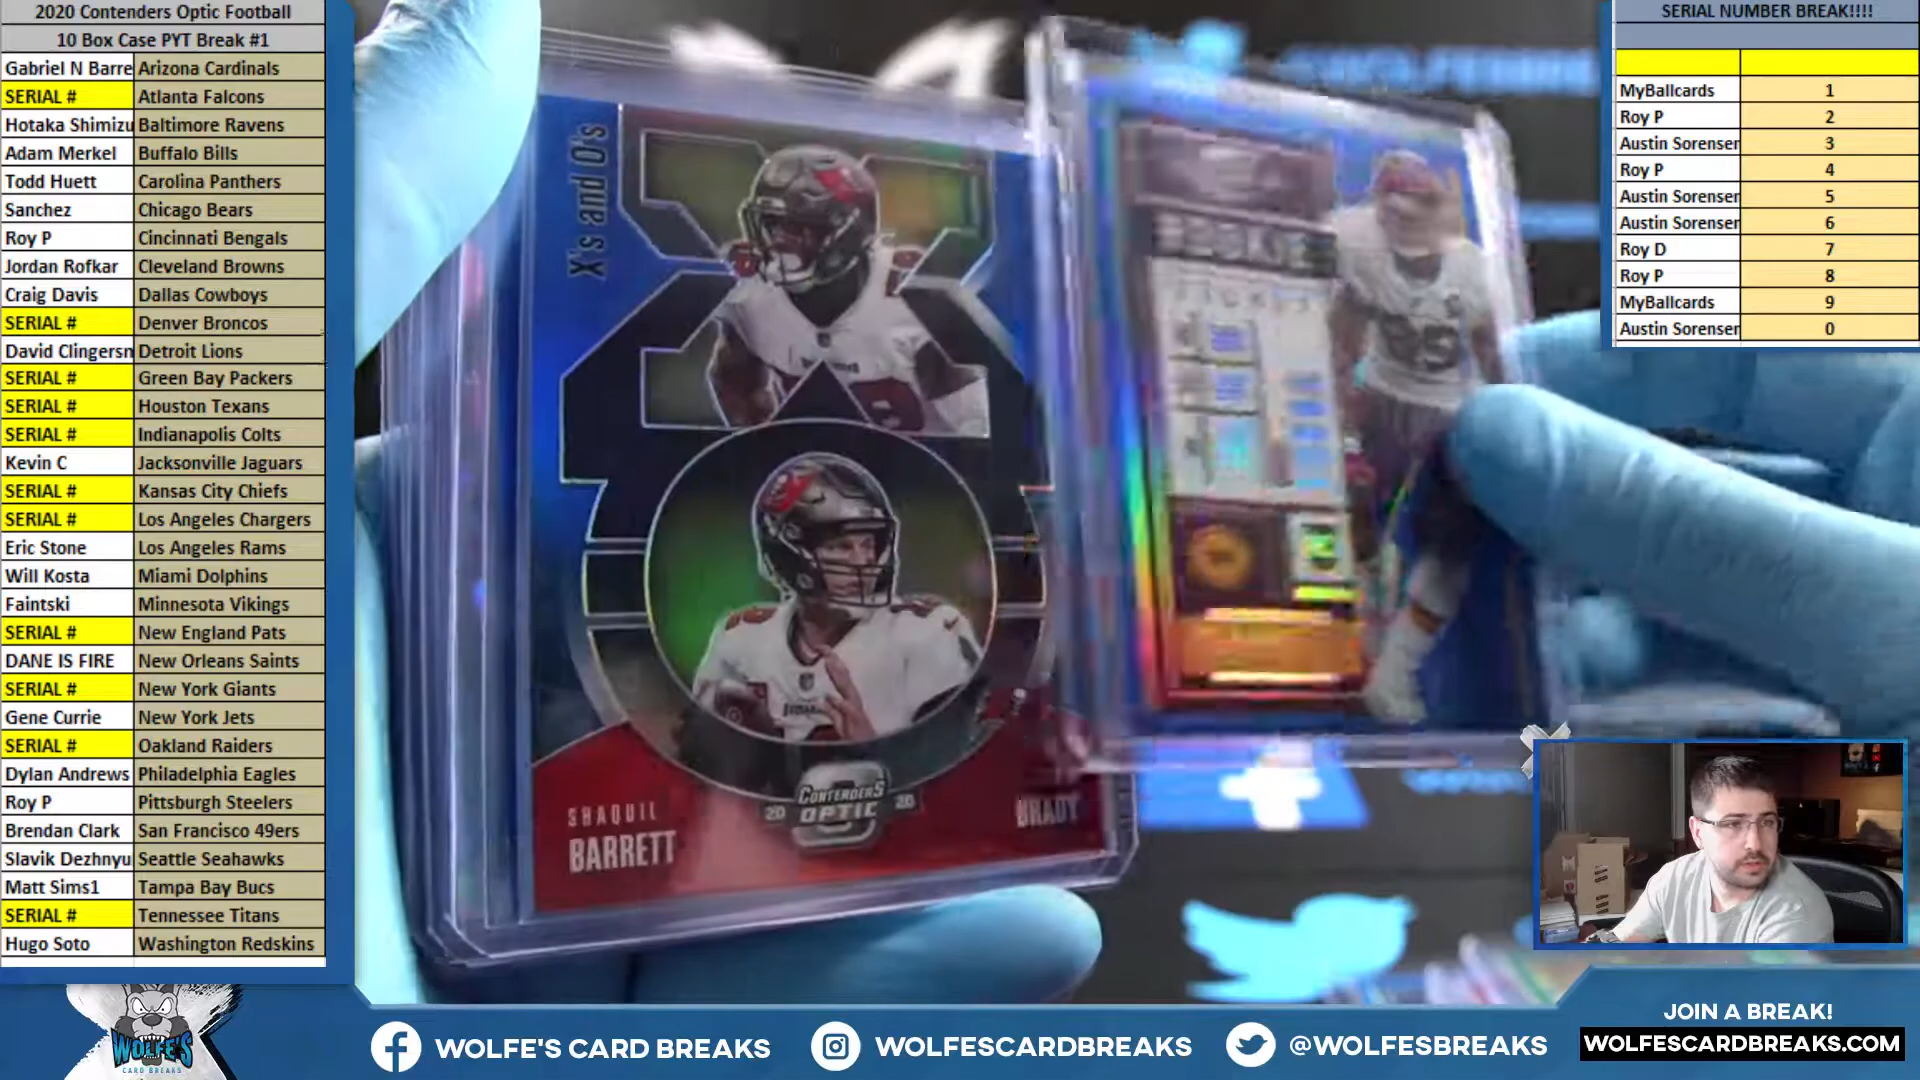 2020 Contenders Optic Football
10 Box Case PYT Break #1
Gabriel N Barre Arizona Cardinals
SERIAL # Atlanta Falcons
Hotaka Shimizu Baltimore Ravens
Adam Merkel Buffalo Bills
Todd Huett Carolina Panthers
Sanchez Chicago Bears
Roy P Cincinnati Bengals
Jordan Rofkar Cleveland Browns
Craig Davis Dallas Cowboys
SERIAL # Denver Broncos
David Clingersn Detroit Lions
SERIAL # Green Bay Packers
SERIAL # Houston Texans
SERIAL # Indianapolis Colts
Kevin C Jacksonville Jaguars
SERIAL # Kansas City Chiefs
SERIAL # Los Angeles Chargers
Eric Stone Los Angeles Rams
Will Kosta Miami Dolphins
Faintski Minnesota Vikings
SERIAL # New England Pats
DANE IS FIRE New Orleans Saints
SERIAL # New York Giants
Gene Currie New York Jets
SERIAL # Oakland Raiders
Dylan Andrews Philadelphia Eagles
Roy P Pittsburgh Steelers
Brendan Clark San Francisco 49ers
Slavik Dezhnyu Seattle Seahawks
Matt Sims1 Tampa Bay Bucs
SERIAL # Tennessee Titans
Hugo Soto Washington Redskins
X's and O's
SHAQUIL
BARRETT
20 CONTENDERS 20
OPTIC
BRADY
SERIAL NUMBER BREAK!!!!
MyBallcards 1
Roy P 2
Austin Sorensen 3
Roy P 4
Austin Sorensen 5
Austin Sorensen 6
Roy D 7
Roy P 8
MyBallcards 9
Austin Sorensen 0
WOLFE'S
CARD BREAKS
WOLFE'S CARD BREAKS
WOLFESCARDBREAKS
@WOLFESBREAKS
JOIN A BREAK!
WOLFESCARDBREAKS.COM